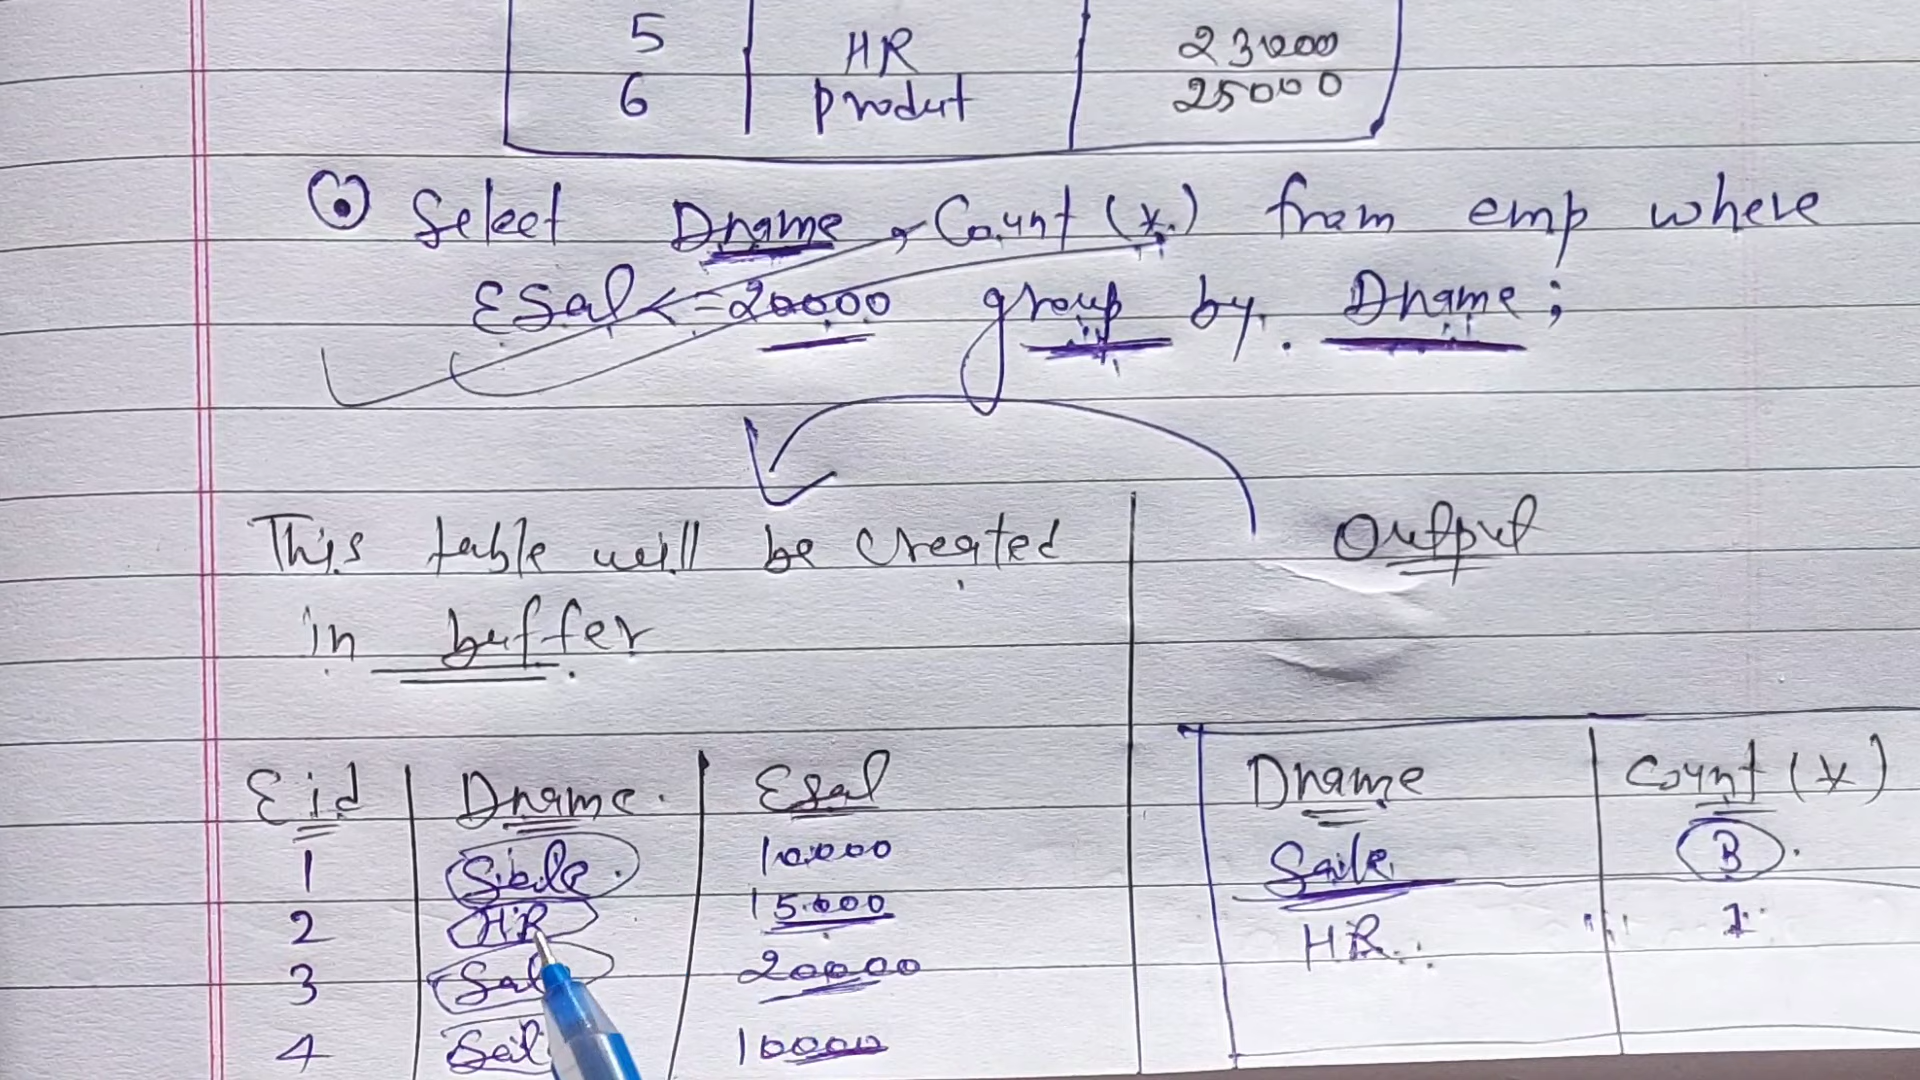 5 HR 23000
6 produt 25000
Select Dname, Count (*) from emp where
ESal <= 20000 group by Dname;
This table will be created
in buffer
Output
Eid Dname Esal
1 Sale 10000
2 HR 15000
3 Sal 20000
4 10000
Dname Count (*)
Sale 3
HR 1